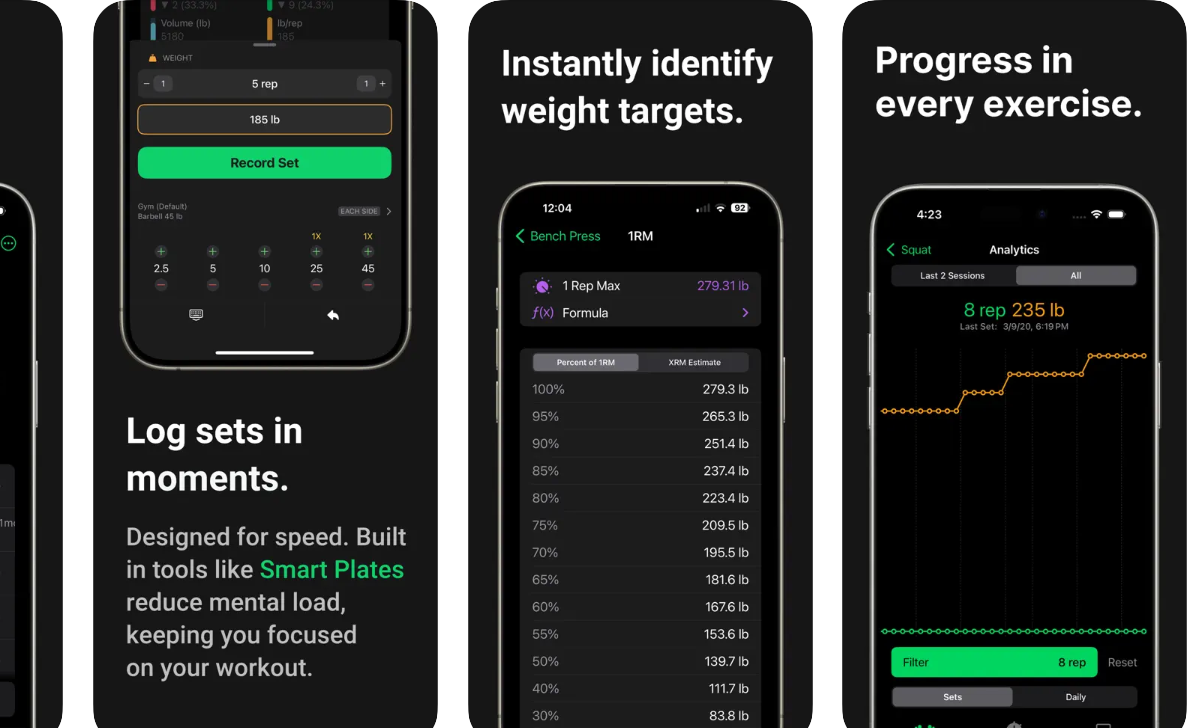 ▼ 2 (33.3%)
▼ 9 (24.3%)
Volume (lb)
5180
lb/rep
185
WEIGHT
− 1
5 rep
1 +
185 lb
Record Set
Gym (Default)
Barbell 45 lb
EACH SIDE
1X
1X
+ + + + +
2.5
5
10
25
45
− − − − −
Log sets in
moments.
Designed for speed. Built
in tools like Smart Plates
reduce mental load,
keeping you focused
on your workout.
Instantly identify
weight targets.
12:04
92
Bench Press
1RM
1 Rep Max
279.31 lb
f(x) Formula
Percent of 1RM
XRM Estimate
100% 279.3 lb
95% 265.3 lb
90% 251.4 lb
85% 237.4 lb
80% 223.4 lb
75% 209.5 lb
70% 195.5 lb
65% 181.6 lb
60% 167.6 lb
55% 153.6 lb
50% 139.7 lb
40% 111.7 lb
30% 83.8 lb
Progress in
every exercise.
4:23
Squat
Analytics
Last 2 Sessions
All
8 rep 235 lb
Last Set: 3/9/20, 6:19 PM
Filter
8 rep
Reset
Sets
Daily